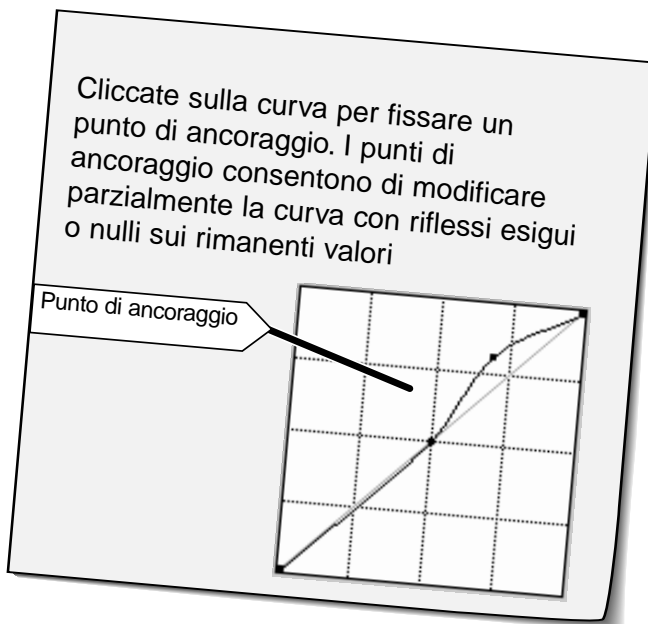 Cliccate sulla curva per fissare un
punto di ancoraggio. I punti di
ancoraggio consentono di modificare
parzialmente la curva con riflessi esigui
o nulli sui rimanenti valori
Punto di ancoraggio